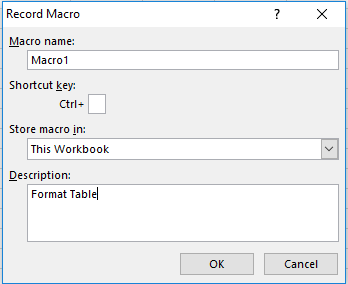 Record Macro ?
Macro name:
Macro1
Shortcut key:
Ctrl+
Store macro in:
This Workbook
Description:
Format Table
OK Cancel